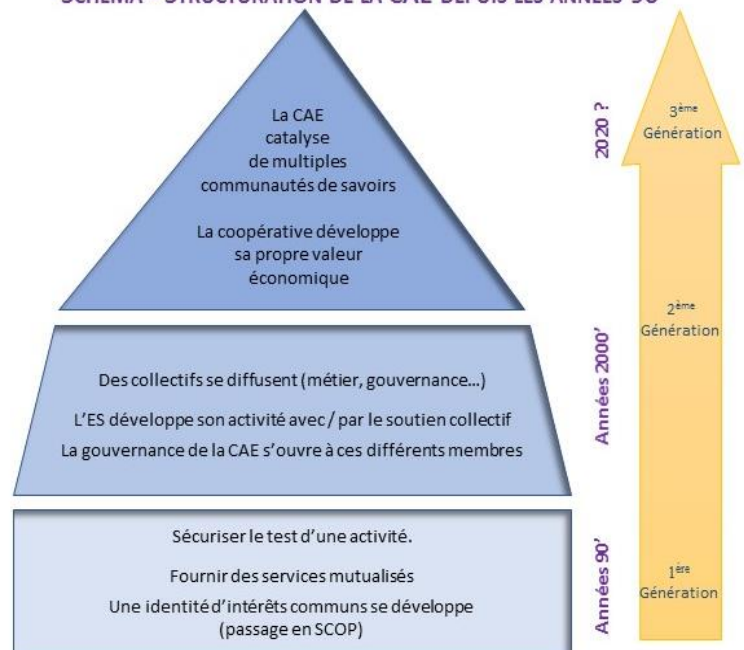 SCHÉMA - STRUCTURATION DE LA CAE DEPUIS LES ANNÉES 90
La CAE
catalyse
de multiples
communautés de savoirs
La coopérative développe
sa propre valeur
économique
2020 ?
3ème
Génération
Des collectifs se diffusent (métier, gouvernance…)
L’ES développe son activité avec / par le soutien collectif
La gouvernance de la CAE s’ouvre à ces différents membres
Années 2000’
2ème
Génération
Sécuriser le test d’une activité.
Fournir des services mutualisés
Une identité d’intérêts communs se développe
(passage en SCOP)
Années 90’
1ère
Génération